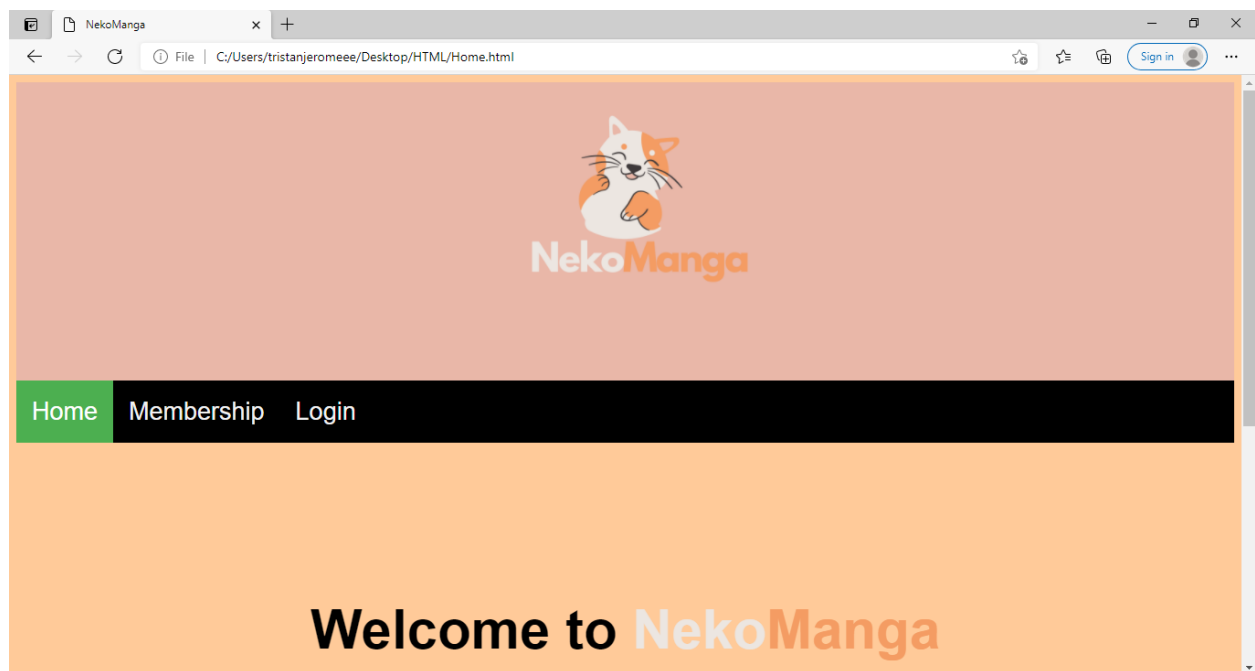 NekoManga
File | C:/Users/tristanjeromeee/Desktop/HTML/Home.html
Sign in
NekoManga
Home Membership Login
Welcome to NekoManga